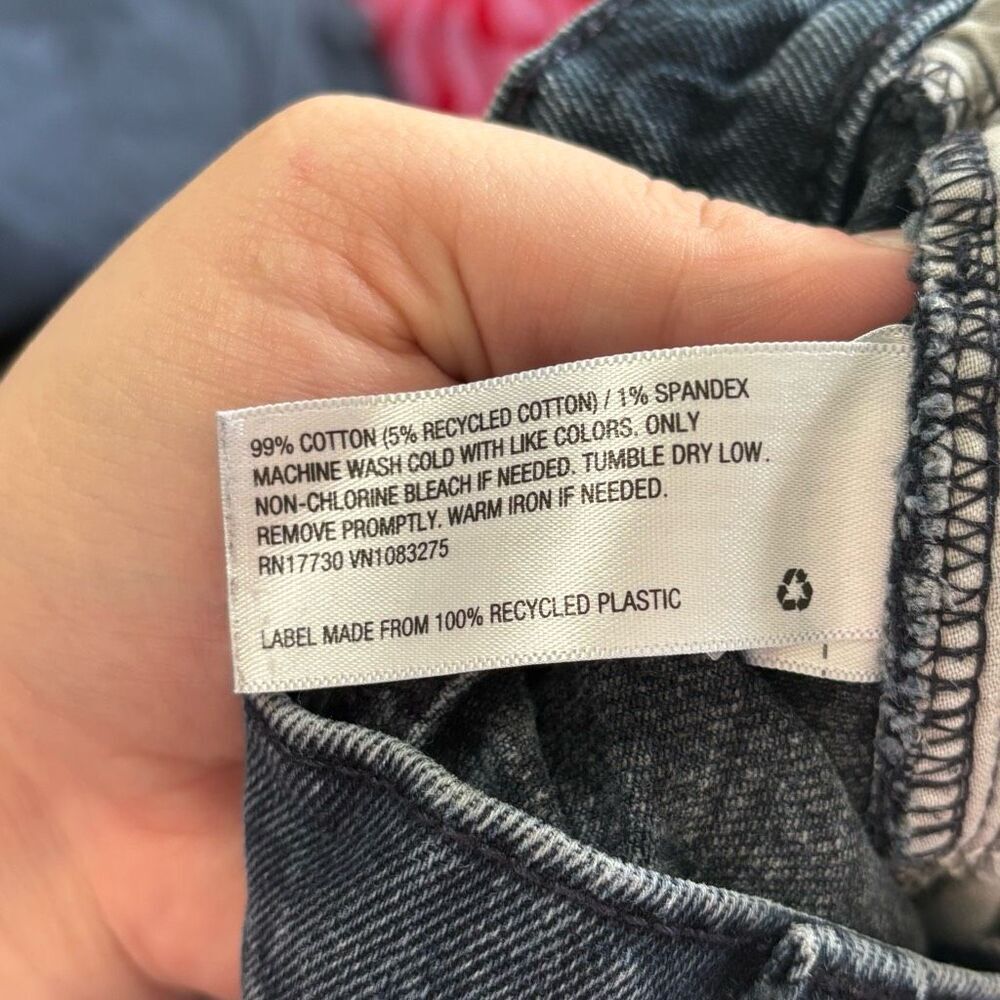 99% COTTON (5% RECYCLED COTTON) / 1% SPANDEX
MACHINE WASH COLD WITH LIKE COLORS. ONLY
NON-CHLORINE BLEACH IF NEEDED. TUMBLE DRY LOW.
REMOVE PROMPTLY. WARM IRON IF NEEDED.
RN17730 VN1083275
LABEL MADE FROM 100% RECYCLED PLASTIC